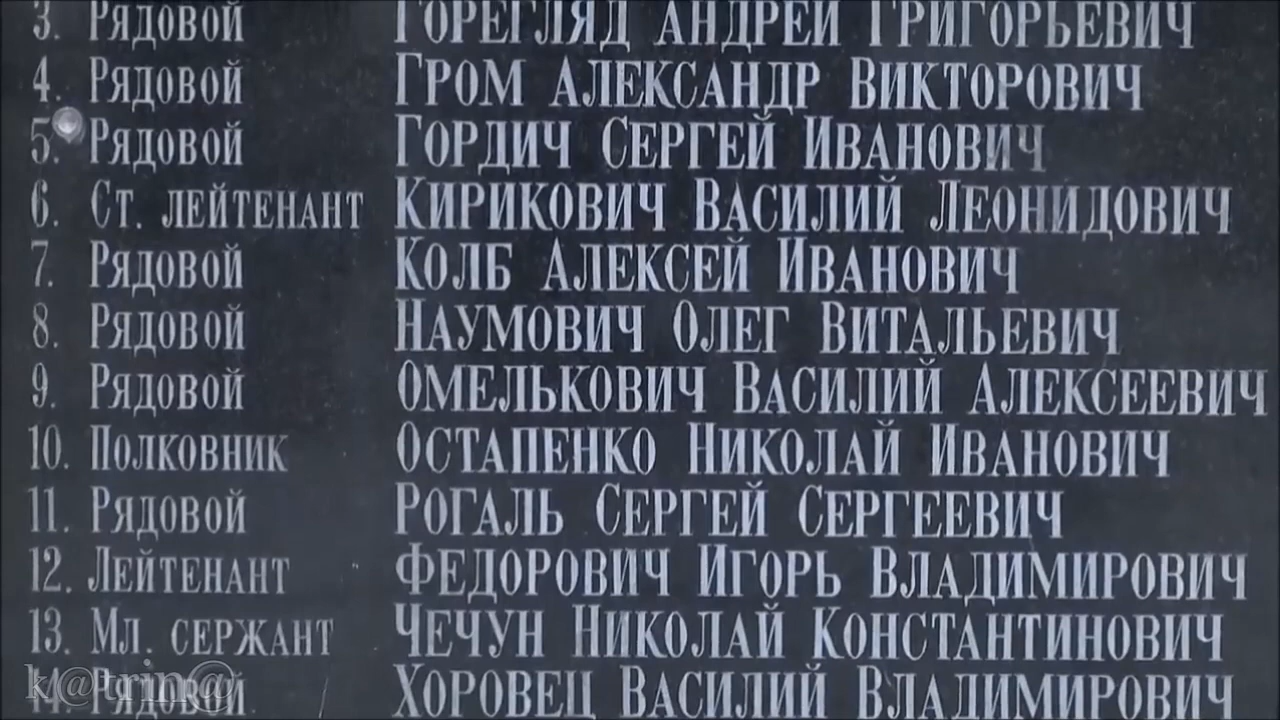 3. Рядовой Горегляд Андрей Григорьевич
4. Рядовой Гром Александр Викторович
5. Рядовой Гордич Сергей Иванович
6. Ст. лейтенант Кирикович Василий Леонидович
7. Рядовой Колб Алексей Иванович
8. Рядовой Наумович Олег Витальевич
9. Рядовой Омелькович Василий Алексеевич
10. Полковник Остапенко Николай Иванович
11. Рядовой Рогаль Сергей Сергеевич
12. Лейтенант Федорович Игорь Владимирович
13. Мл. сержант Чечун Николай Константинович
14. Рядовой Хоровец Василий Владимирович
k@trin@